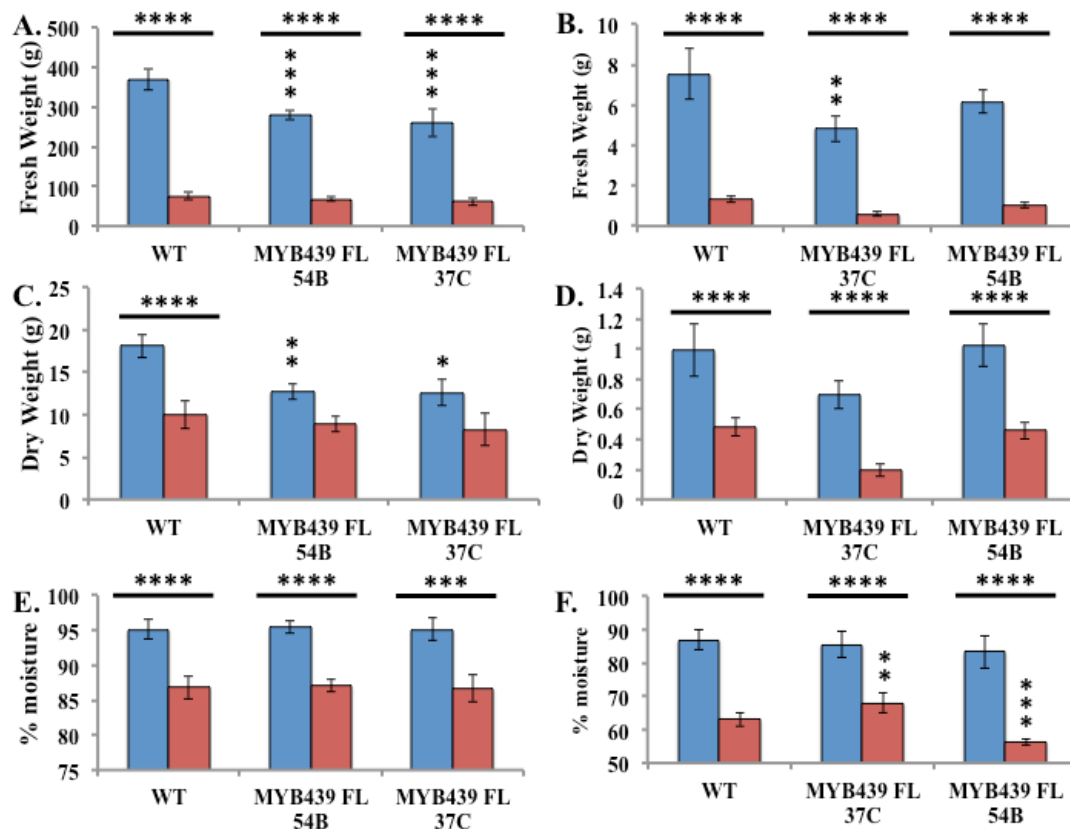 A.
Fresh Weight (g)
500
400
300
200
100
0
****
****
****
***
***
WT
MYB439 FL
54B
MYB439 FL
37C
B.
Fresh Weight (g)
10
8
6
4
2
0
****
****
****
**
WT
MYB439 FL
37C
MYB439 FL
54B
C.
Dry Weight (g)
25
20
15
10
5
0
****
**
*
WT
MYB439 FL
54B
MYB439 FL
37C
D.
Dry Weight (g)
1.4
1.2
1
0.8
0.6
0.4
0.2
0
****
****
****
WT
MYB439 FL
37C
MYB439 FL
54B
E.
% moisture
100
95
90
85
80
75
****
****
***
WT
MYB439 FL
54B
MYB439 FL
37C
F.
% moisture
100
90
80
70
60
50
****
****
****
**
***
WT
MYB439 FL
37C
MYB439 FL
54B